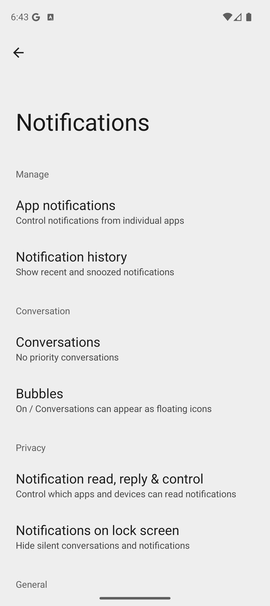 6:43 G A
Notifications
Manage
App notifications
Control notifications from individual apps
Notification history
Show recent and snoozed notifications
Conversation
Conversations
No priority conversations
Bubbles
On / Conversations can appear as floating icons
Privacy
Notification read, reply & control
Control which apps and devices can read notifications
Notifications on lock screen
Hide silent conversations and notifications
General